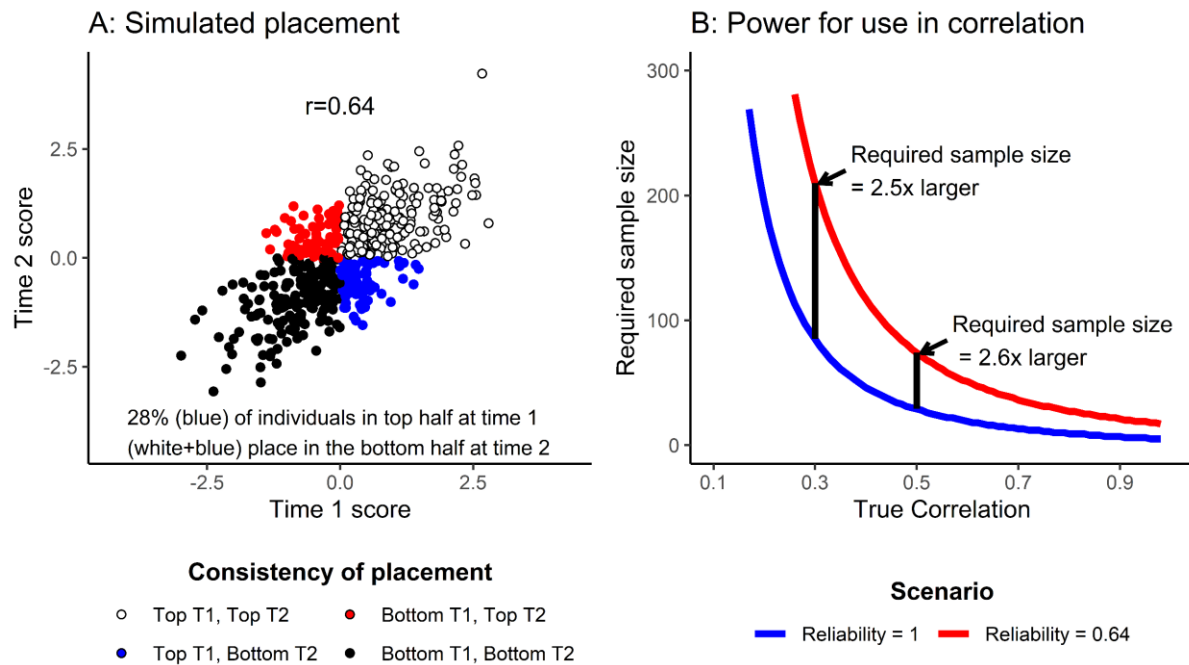 A: Simulated placement
r=0.64
2.5
0.0
-2.5
Time 2 score
28% (blue) of individuals in top half at time 1
(white+blue) place in the bottom half at time 2
-2.5
0.0
2.5
Time 1 score
Consistency of placement
Top T1, Top T2
Bottom T1, Top T2
Top T1, Bottom T2
Bottom T1, Bottom T2
B: Power for use in correlation
300
200
100
0
Required sample size
Required sample size
= 2.5x larger
Required sample size
= 2.6x larger
0.1
0.3
0.5
0.7
0.9
True Correlation
Scenario
Reliability = 1
Reliability = 0.64